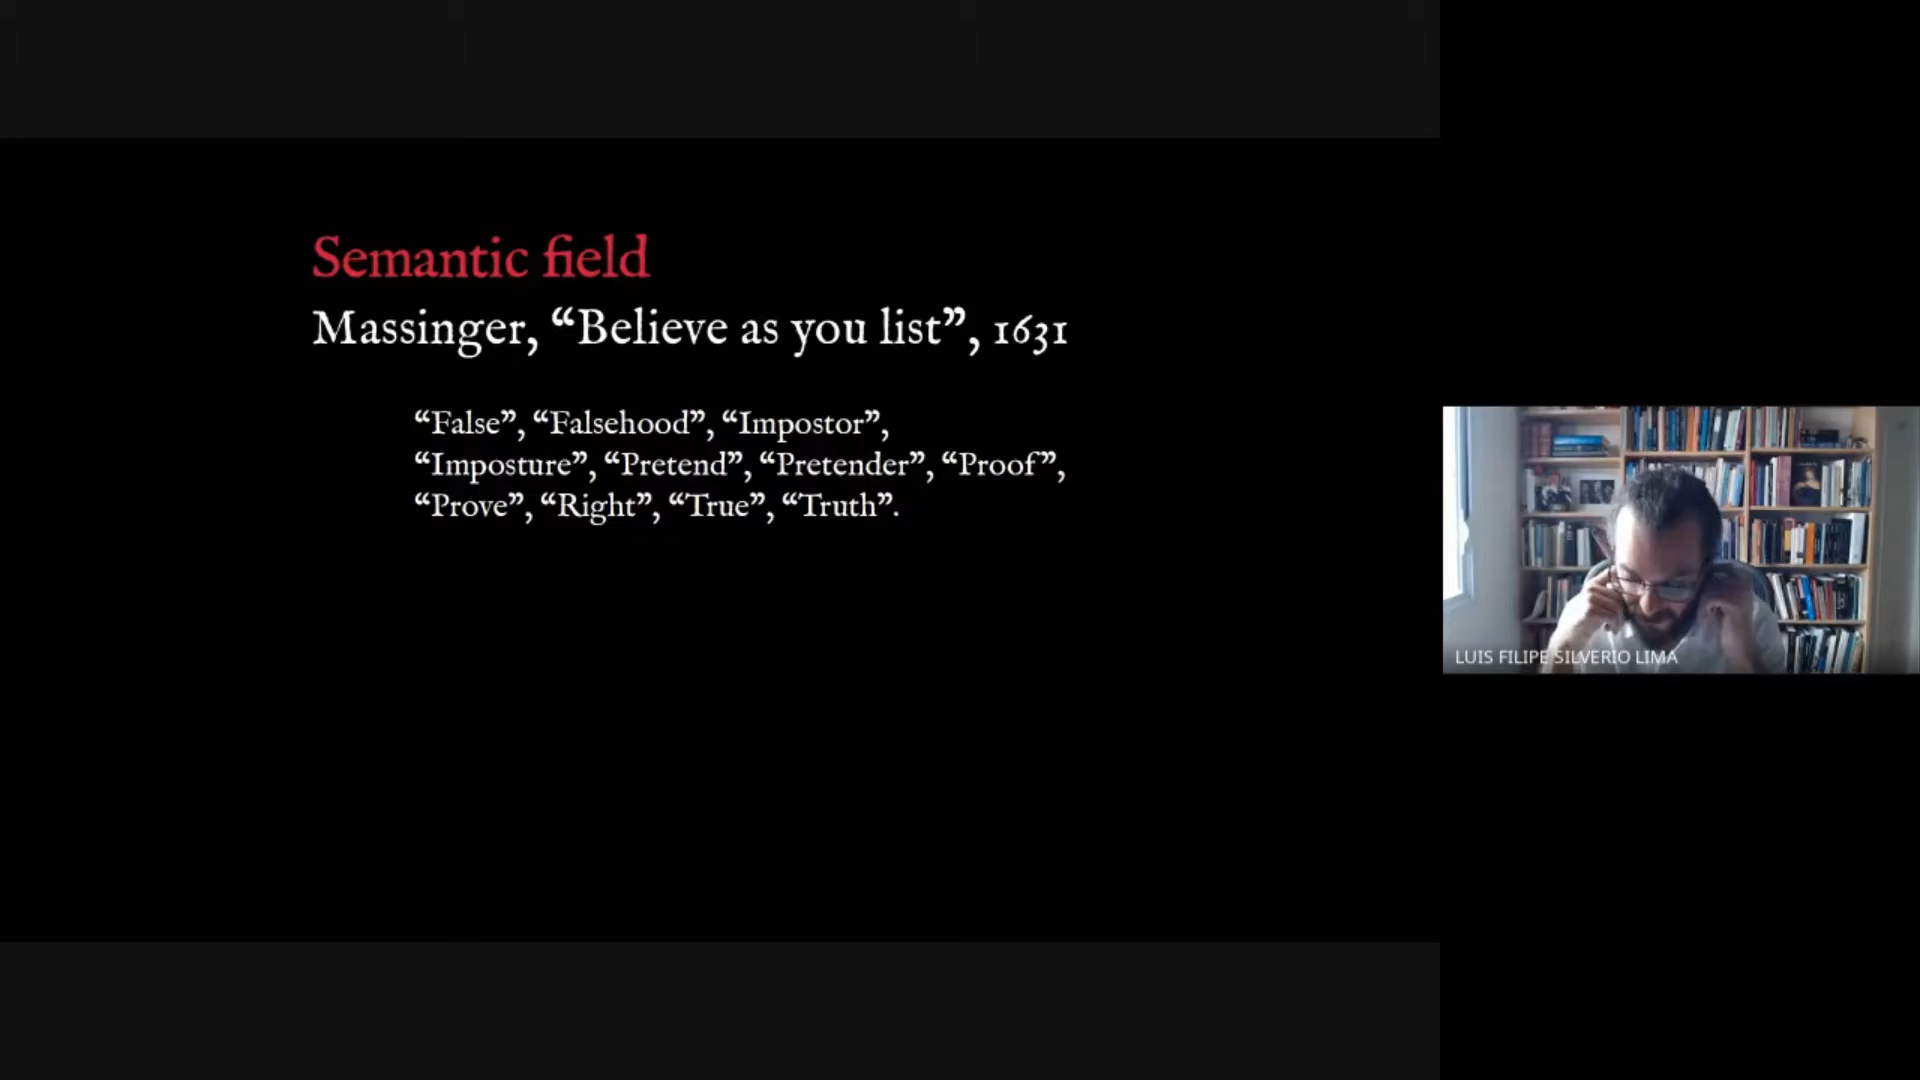 Semantic field
Massinger, “Believe as you list”, 1631
“False”, “Falsehood”, “Impostor”,
“Imposture”, “Pretend”, “Pretender”, “Proof”,
“Prove”, “Right”, “True”, “Truth”.
LUIS FILIPE SILVERIO LIMA